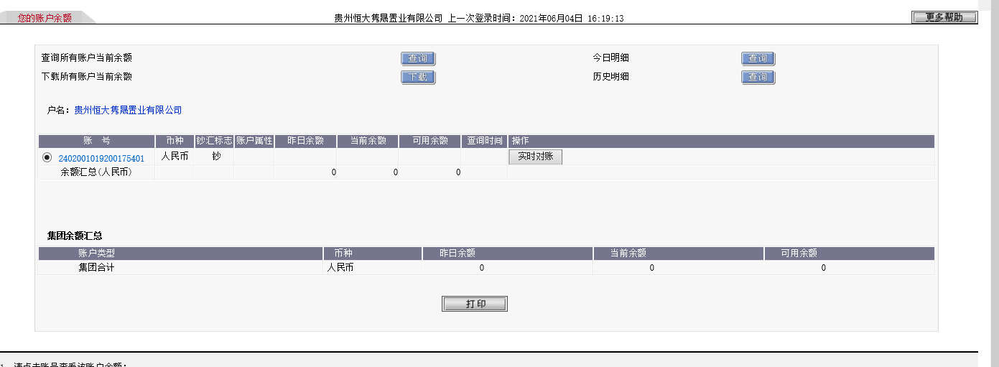 您的账户余额 贵州恒大隽晟置业有限公司 上一次登录时间：2021年06月04日 16:19:13 更多帮助
查询所有账户当前余额 查询 今日明细 查询
下载所有账户当前余额 下载 历史明细 查询
户名：贵州恒大隽晟置业有限公司
账 号 币种 钞汇标志 账户属性 昨日余额 当前余额 可用余额 查询时间 操作
2402001019200175401 人民币 钞 实时对账
余额汇总(人民币) 0 0 0
集团余额汇总
账户类型 币种 昨日余额 当前余额 可用余额
集团合计 人民币 0 0 0
打印
1. 请点击账号查看该账户余额；